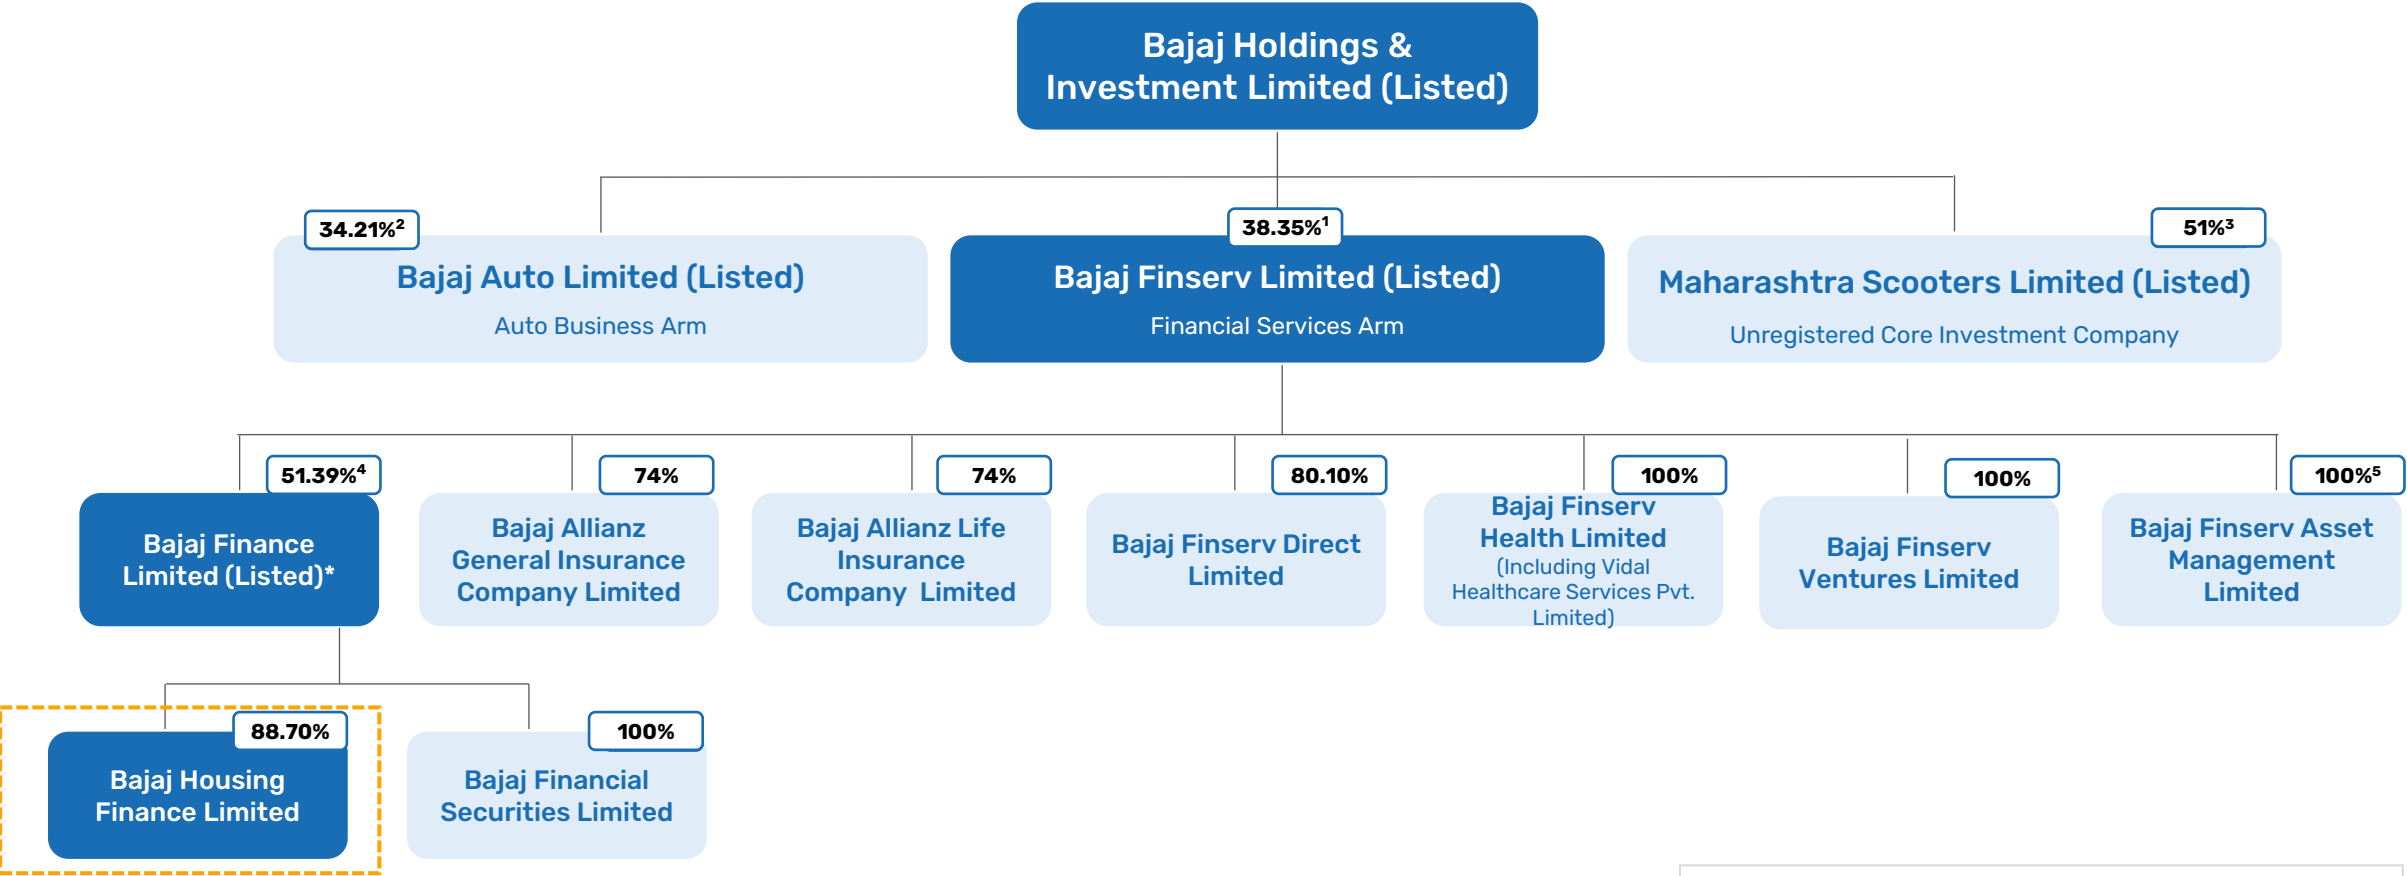 Bajaj Holdings &
Investment Limited (Listed)
34.21%²
Bajaj Auto Limited (Listed)
Auto Business Arm
38.35%¹
Bajaj Finserv Limited (Listed)
Financial Services Arm
51%³
Maharashtra Scooters Limited (Listed)
Unregistered Core Investment Company
51.39%⁴
Bajaj Finance
Limited (Listed)*
74%
Bajaj Allianz
General Insurance
Company Limited
74%
Bajaj Allianz Life
Insurance
Company Limited
80.10%
Bajaj Finserv Direct
Limited
100%
Bajaj Finserv
Health Limited
(Including Vidal
Healthcare Services Pvt.
Limited)
100%
Bajaj Finserv
Ventures Limited
100%⁵
Bajaj Finserv Asset
Management
Limited
88.70%
Bajaj Housing
Finance Limited
100%
Bajaj Financial
Securities Limited